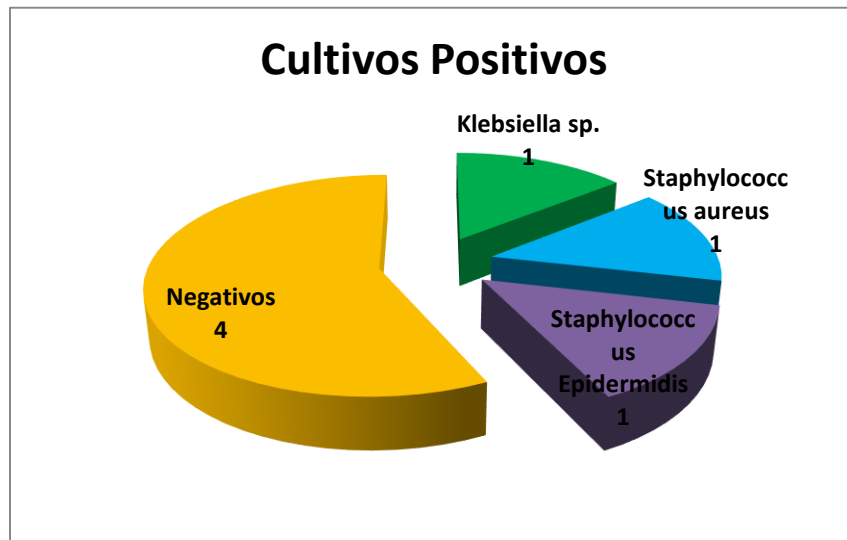 Cultivos Positivos
Klebsiella sp.
1
Staphylococc
us aureus
1
Staphylococc
us
Epidermidis
1
Negativos
4